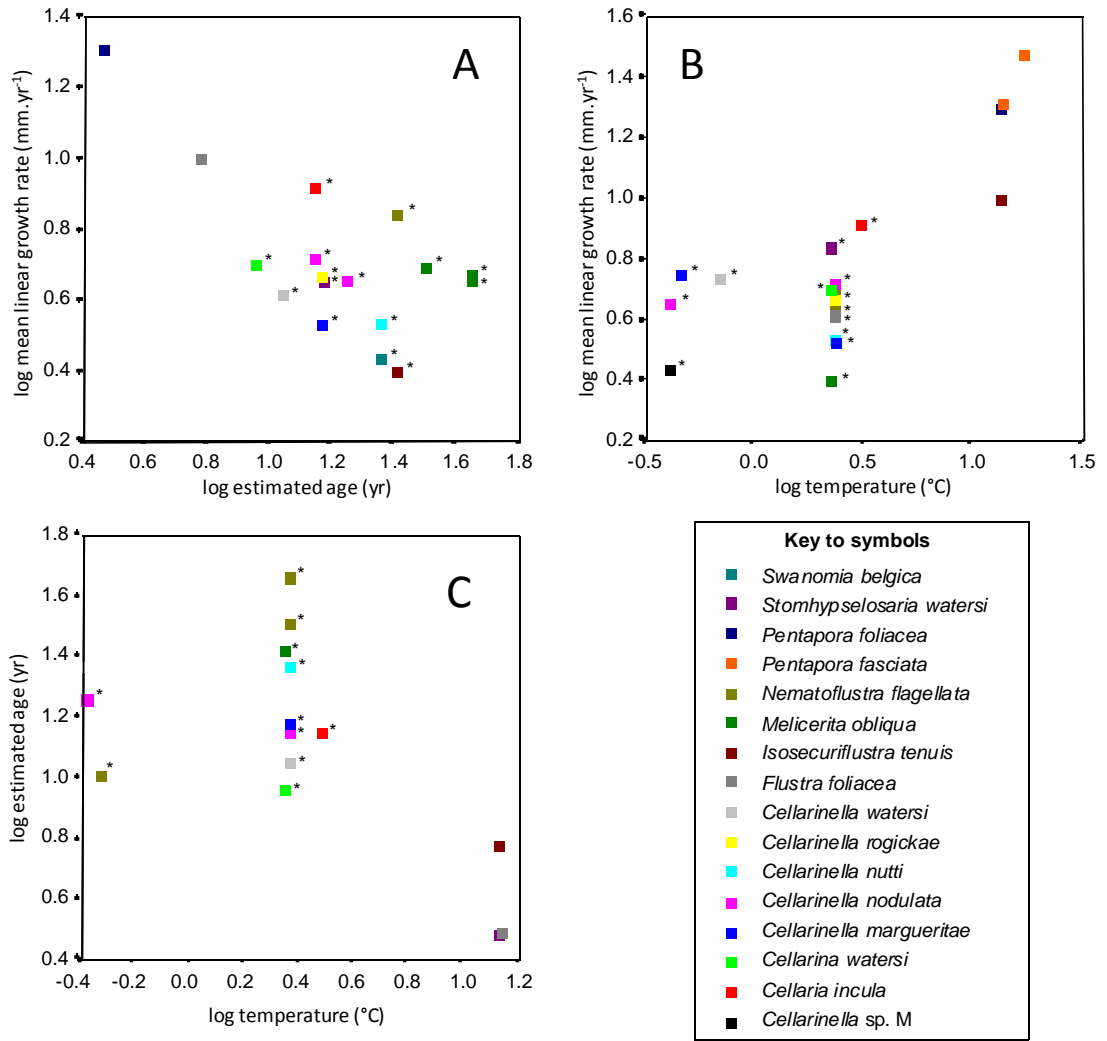 A
1.4
1.2
1.0
0.8
0.6
0.4
0.2
log mean linear growth rate (mm.yr-1)
0.4 0.8 1.0 1.2 1.4 1.6 1.8
log estimated age (yr)
* * * * * * * * * * * * * * *
B
1.6
1.4
1.2
1.0
0.8
0.6
0.4
0.2
log mean linear growth rate (mm.yr-1)
-0.5 0.0 0.5 1.0 1.5
log temperature (°C)
* * * * * * * * * * * * * *
C
1.8
1.6
1.4
1.2
1.0
0.8
0.6
0.4
log estimated age (yr)
-0.4 -0.2 0.0 0.2 0.4 0.6 0.8 1.0 1.2
log temperature (°C)
* * * * * * * * * * *
Key to symbols
Swanomia belgica
Stomhypselosaria watersi
Pentapora foliacea
Pentapora fasciata
Nematoflustra flagellata
Melicerita obliqua
Isosecuriflustra tenuis
Flustra foliacea
Cellarinella watersi
Cellarinella rogickae
Cellarinella nutti
Cellarinella nodulata
Cellarinella margueritae
Cellarina watersi
Cellaria incula
Cellarinella sp. M